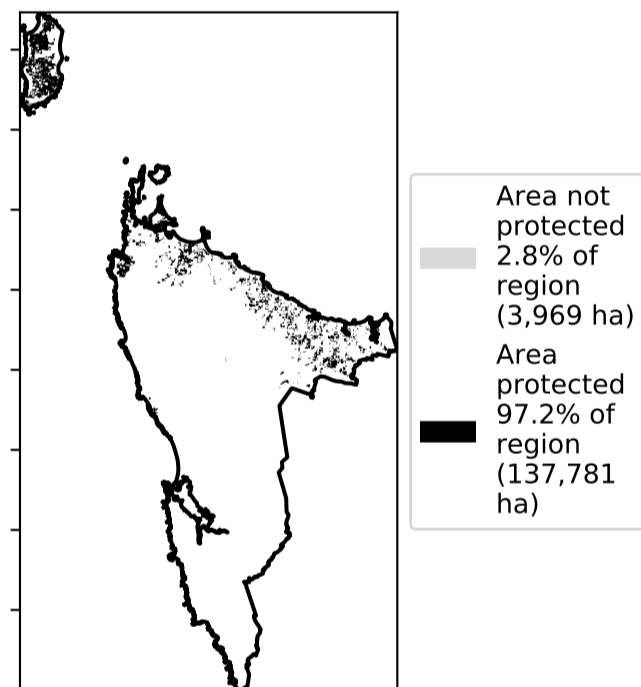 Area not
protected
2.8% of
region
(3,969 ha)
Area
protected
97.2% of
region
(137,781
ha)